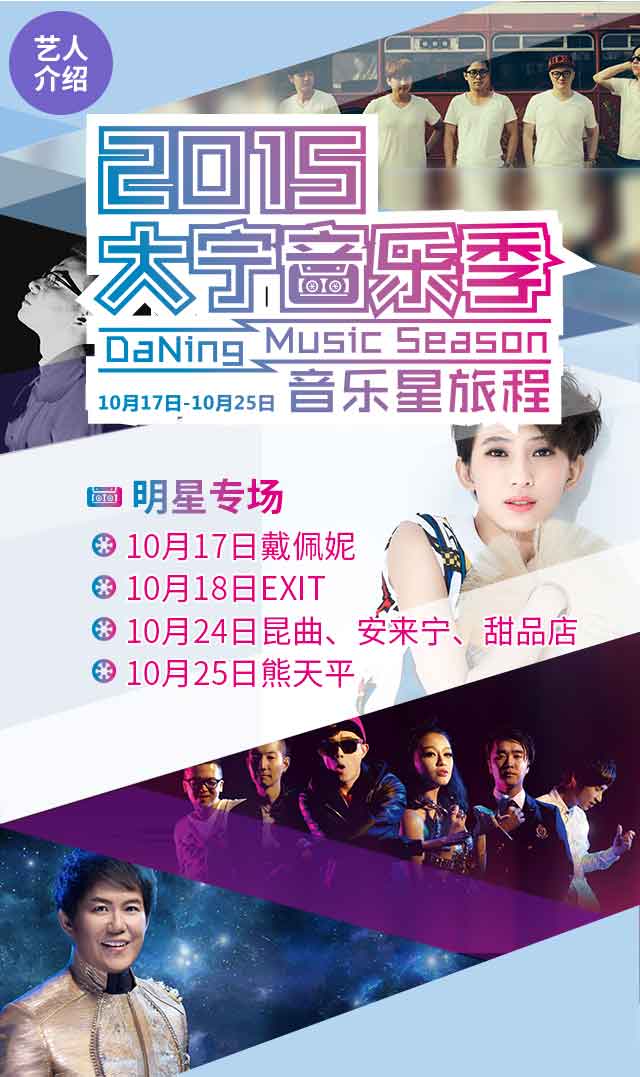 艺人
介绍
2015
大宁音乐季
DaNing Music Season
10月17日-10月25日 音乐星旅程
明星专场
10月17日戴佩妮
10月18日EXIT
10月24日昆曲、安来宁、甜品店
10月25日熊天平